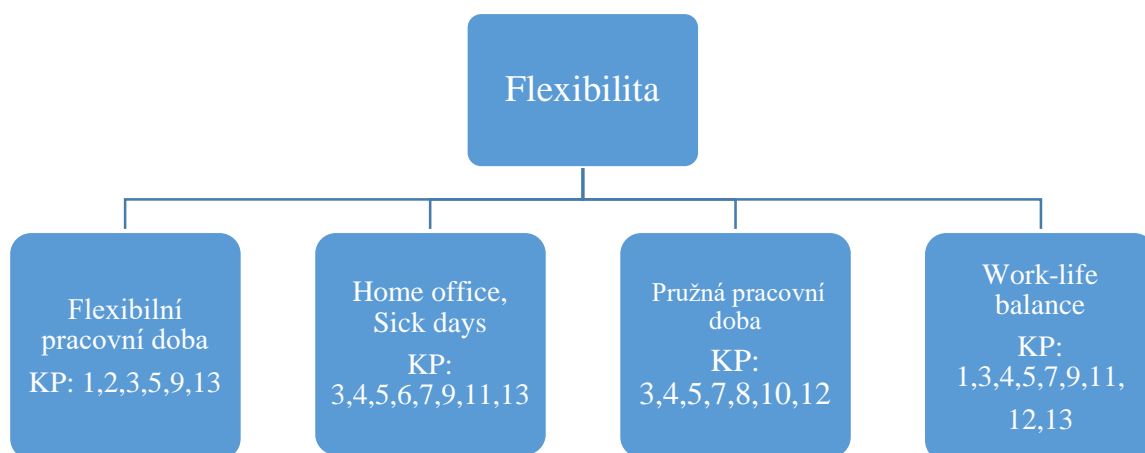 Flexibilita
Flexibilní
pracovní doba
KP: 1,2,3,5,9,13
Home office,
Sick days
KP:
3,4,5,6,7,9,11,13
Pružná pracovní
doba
KP:
3,4,5,7,8,10,12
Work-life
balance
KP:
1,3,4,5,7,9,11,
12,13